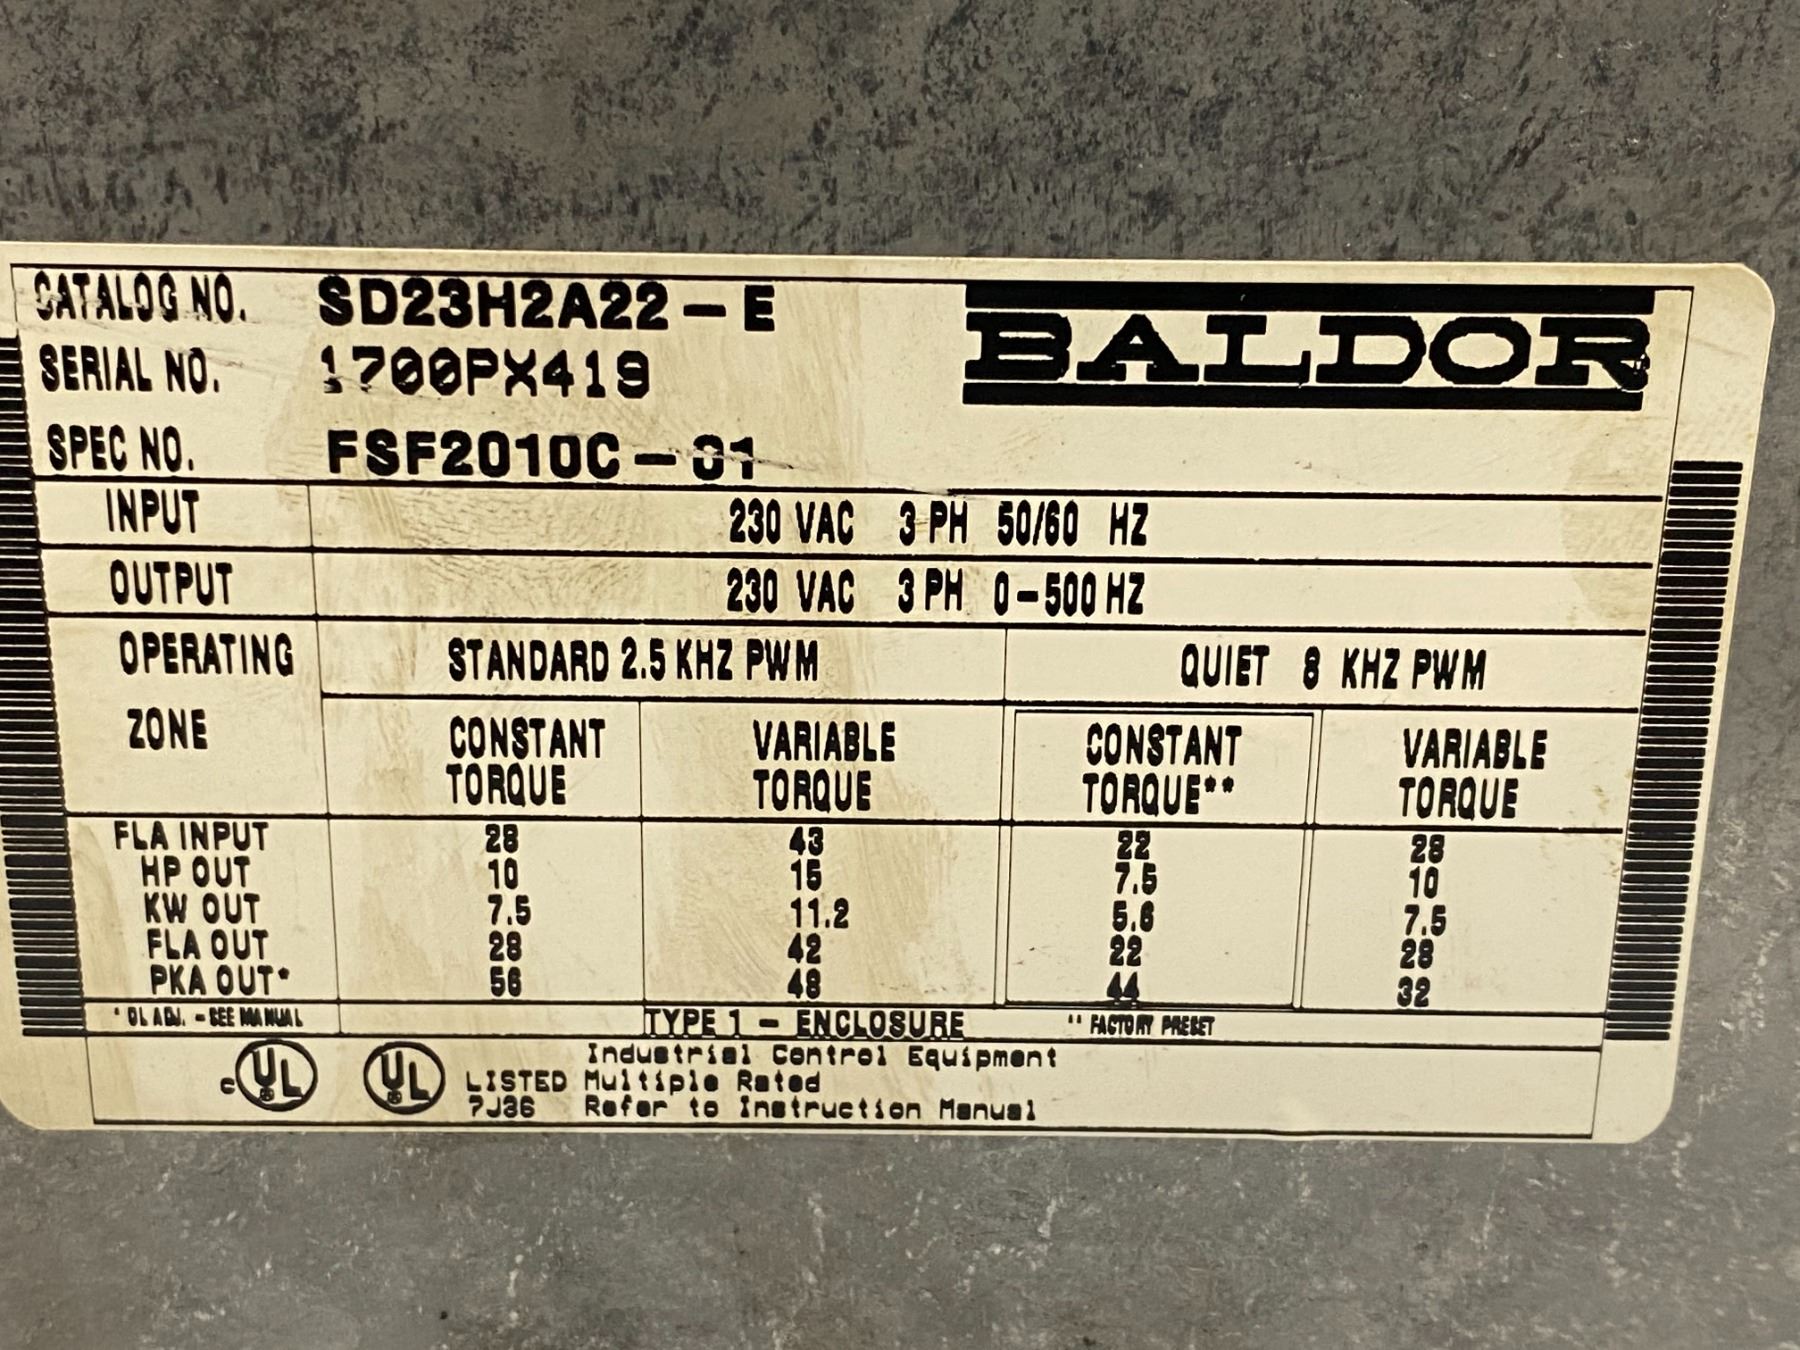 CATALOG NO. SD23H2A22-E
BALDOR
SERIAL NO. 1700PX419
SPEC NO. FSF2010C-01
INPUT 230 VAC 3 PH 50/60 HZ
OUTPUT 230 VAC 3 PH 0-500 HZ
OPERATING STANDARD 2.5 KHZ PWM QUIET 8 KHZ PWM
ZONE CONSTANT VARIABLE CONSTANT VARIABLE
TORQUE TORQUE TORQUE** TORQUE
FLA INPUT 28 43 22 28
HP OUT 10 15 7.5 10
KW OUT 7.5 11.2 5.6 7.5
FLA OUT 28 42 22 28
PKA OUT* 56 48 44 32
* OL ADJ. - SEE MANUAL TYPE 1 - ENCLOSURE ** FACTORY PRESET
Industrial Control Equipment
c UL UL LISTED Multiple Rated
7J36 Refer to Instruction Manual